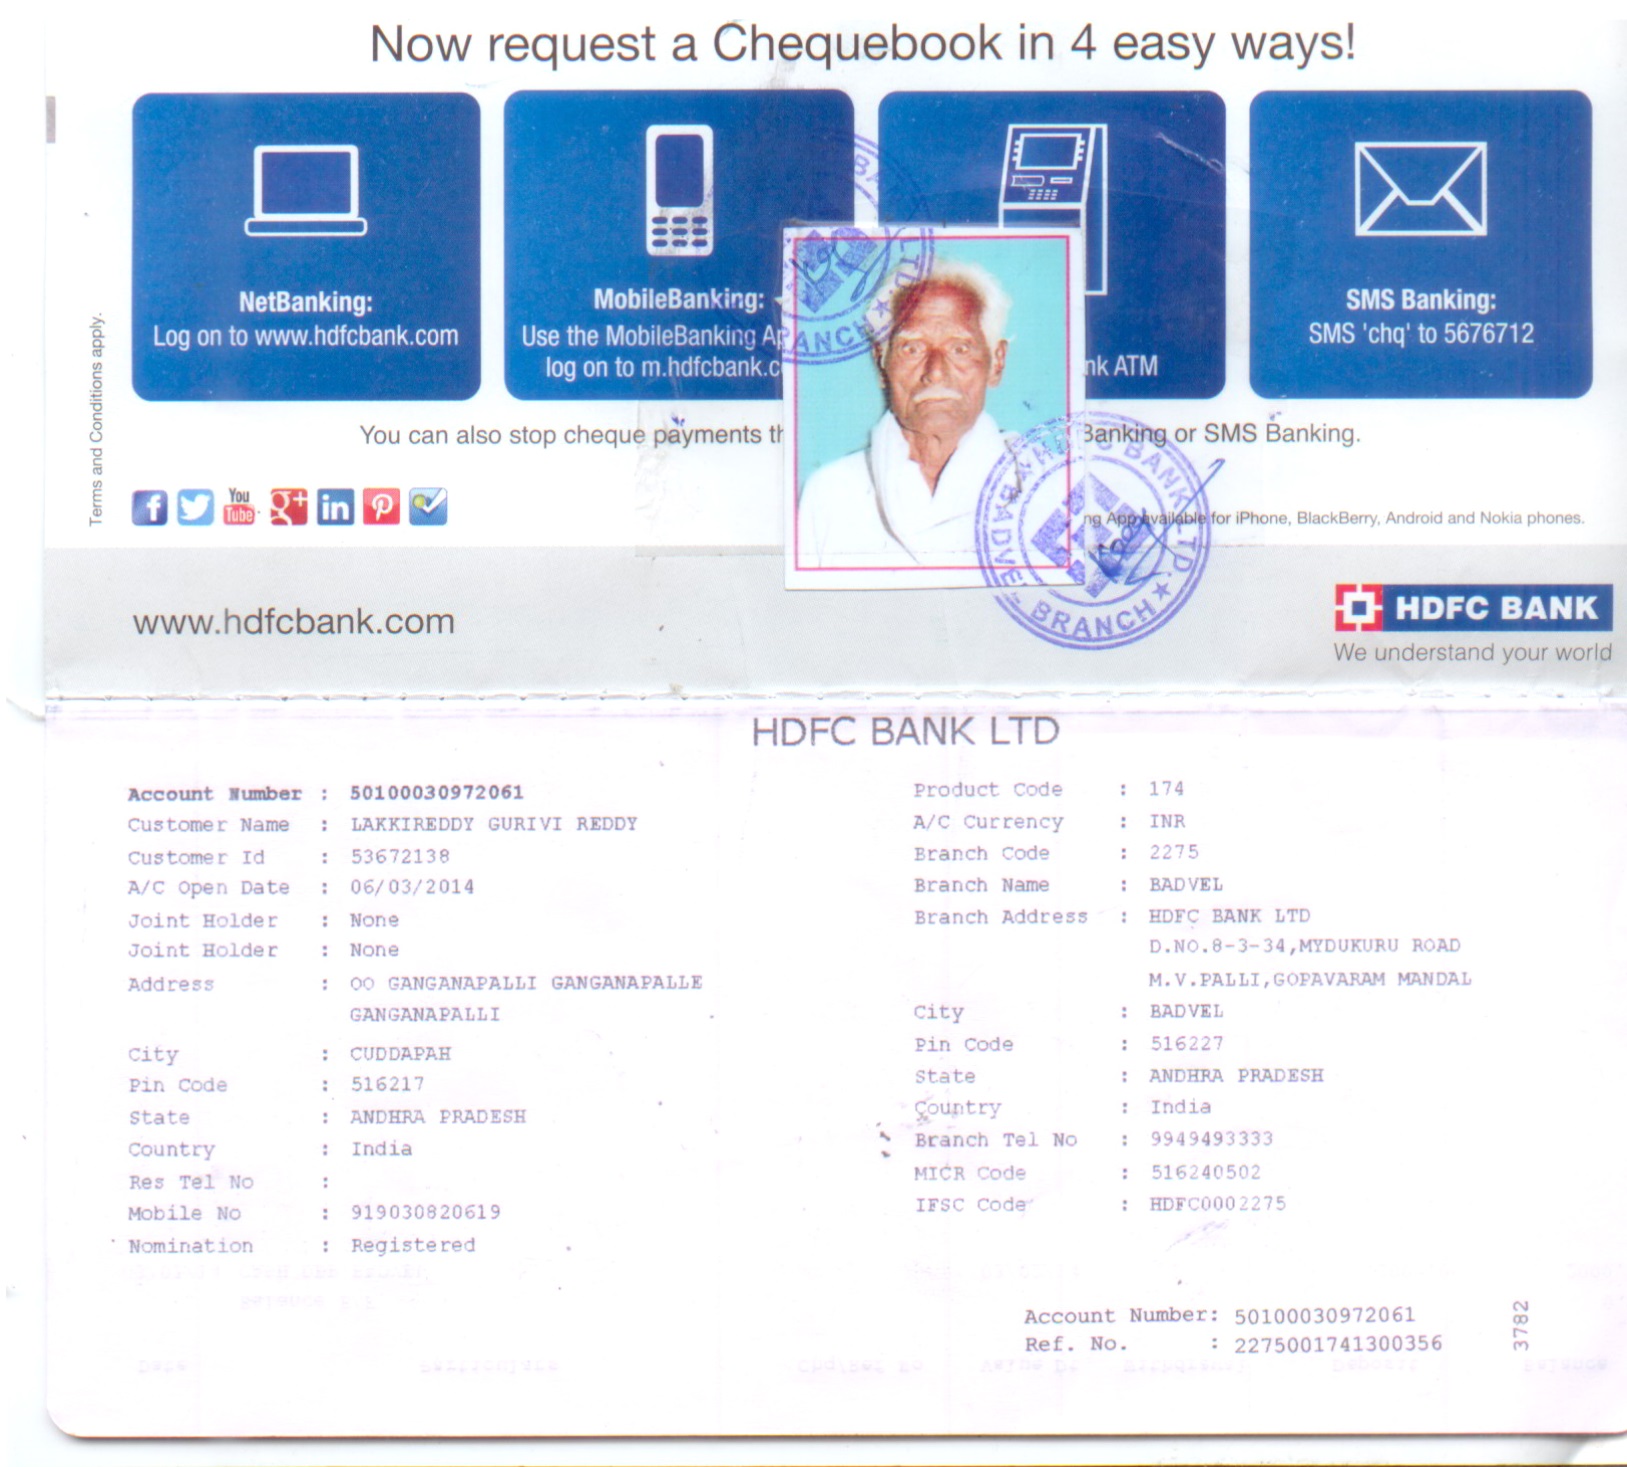 Now request a Chequebook in 4 easy ways!
NetBanking:
Log on to www.hdfcbank.com
MobileBanking:
Use the MobileBanking
log on to m.hdfcbank.c
nk ATM
SMS Banking:
SMS 'chq' to 5676712
Terms and Conditions apply.
You can also stop cheque payments th
Banking or SMS Banking.
You
Tube
ng App available for iPhone, BlackBerry, Android and Nokia phones.
HDFC BANK LTD.
BADVEL BRANCH
www.hdfcbank.com
HDFC BANK
We understand your world
HDFC BANK LTD
Account Number : 50100030972061
Customer Name : LAKKIREDDY GURIVI REDDY
Customer Id : 53672138
A/C Open Date : 06/03/2014
Joint Holder : None
Joint Holder : None
Address : OO GANGANAPALLI GANGANAPALLE
GANGANAPALLI
City : CUDDAPAH
Pin Code : 516217
State : ANDHRA PRADESH
Country : India
Res Tel No :
Mobile No : 919030820619
Nomination : Registered
Product Code : 174
A/C Currency : INR
Branch Code : 2275
Branch Name : BADVEL
Branch Address : HDFC BANK LTD
D.NO.8-3-34,MYDUKURU ROAD
M.V.PALLI,GOPAVARAM MANDAL
City : BADVEL
Pin Code : 516227
State : ANDHRA PRADESH
Country : India
Branch Tel No : 9949493333
MICR Code : 516240502
IFSC Code : HDFC0002275
Account Number: 50100030972061
Ref. No. : 2275001741300356
3782